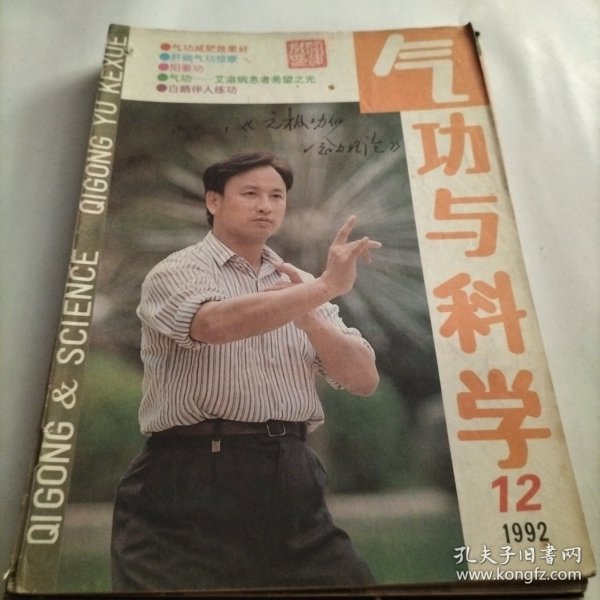 ●气功减肥效果好
●肝病气功按摩
●阳春功
●气功——艾滋病患者希望之光
●白鹤伴人练功
气功与科学
12
1992
QIGONG & SCIENCE QIGONG YU KEXUE
孔夫子旧书网
www.kongfz.com